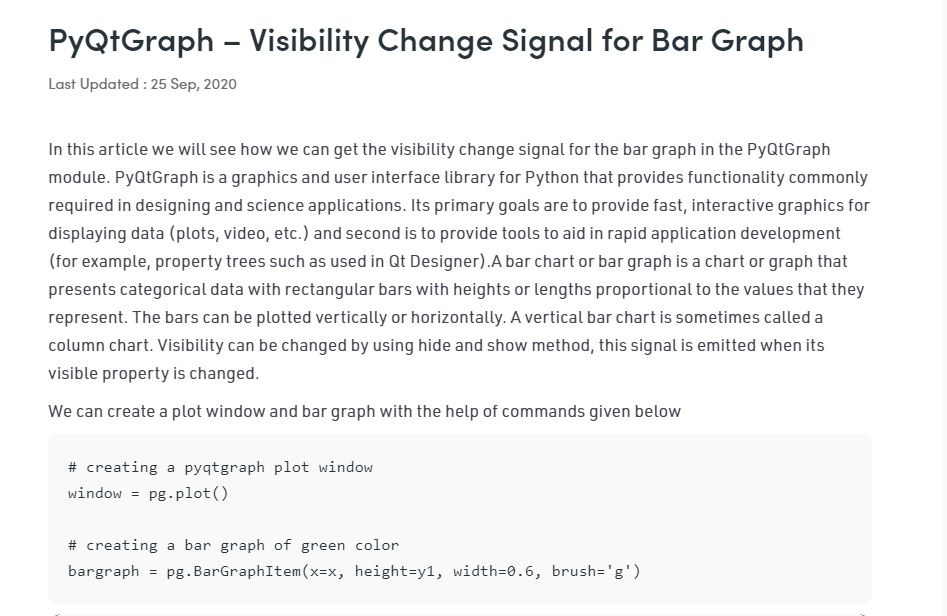 PyQtGraph – Visibility Change Signal for Bar Graph
Last Updated : 25 Sep, 2020
In this article we will see how we can get the visibility change signal for the bar graph in the PyQtGraph
module. PyQtGraph is a graphics and user interface library for Python that provides functionality commonly
required in designing and science applications. Its primary goals are to provide fast, interactive graphics for
displaying data (plots, video, etc.) and second is to provide tools to aid in rapid application development
(for example, property trees such as used in Qt Designer).A bar chart or bar graph is a chart or graph that
presents categorical data with rectangular bars with heights or lengths proportional to the values that they
represent. The bars can be plotted vertically or horizontally. A vertical bar chart is sometimes called a
column chart. Visibility can be changed by using hide and show method, this signal is emitted when its
visible property is changed.
We can create a plot window and bar graph with the help of commands given below
# creating a pyqtgraph plot window
window = pg.plot()
# creating a bar graph of green color
bargraph = pg.BarGraphItem(x=x, height=y1, width=0.6, brush='g')